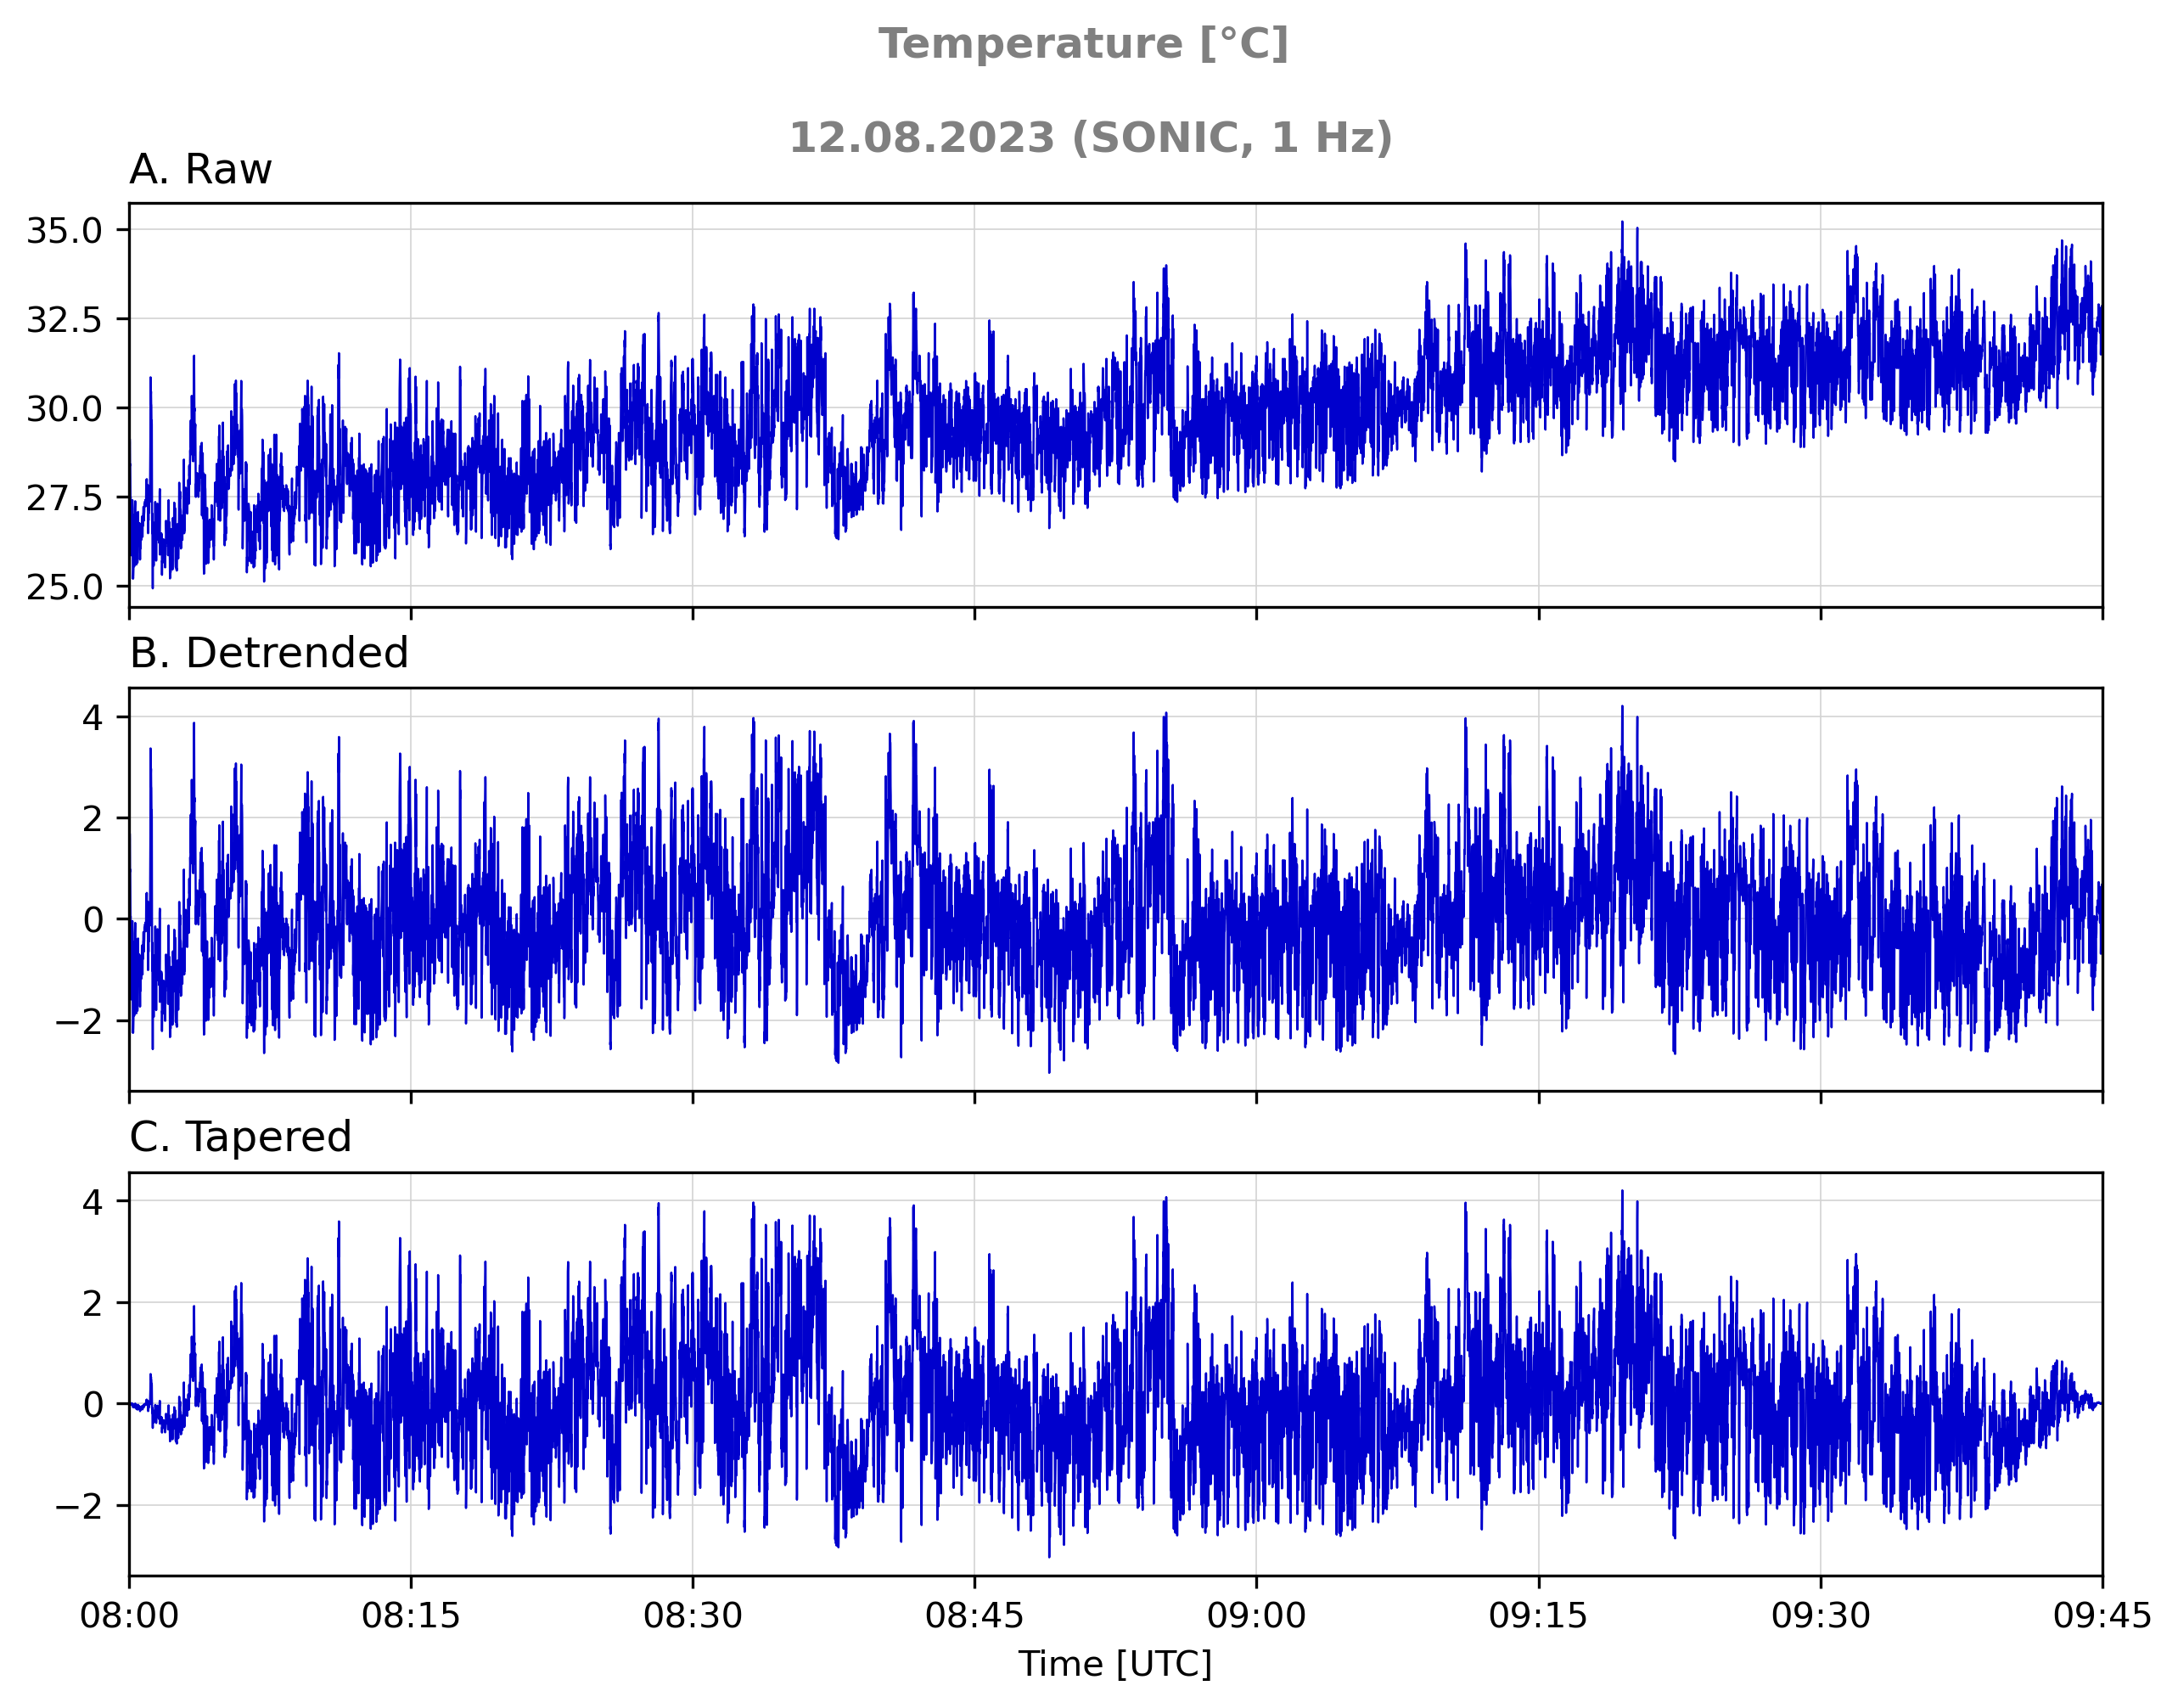 Temperature [°C]
12.08.2023 (SONIC, 1 Hz)
A. Raw
35.0
32.5
30.0
27.5
25.0
B. Detrended
4
2
0
−2
C. Tapered
4
2
0
−2
08:00 08:15 08:30 08:45 09:00 09:15 09:30 09:45
Time [UTC]